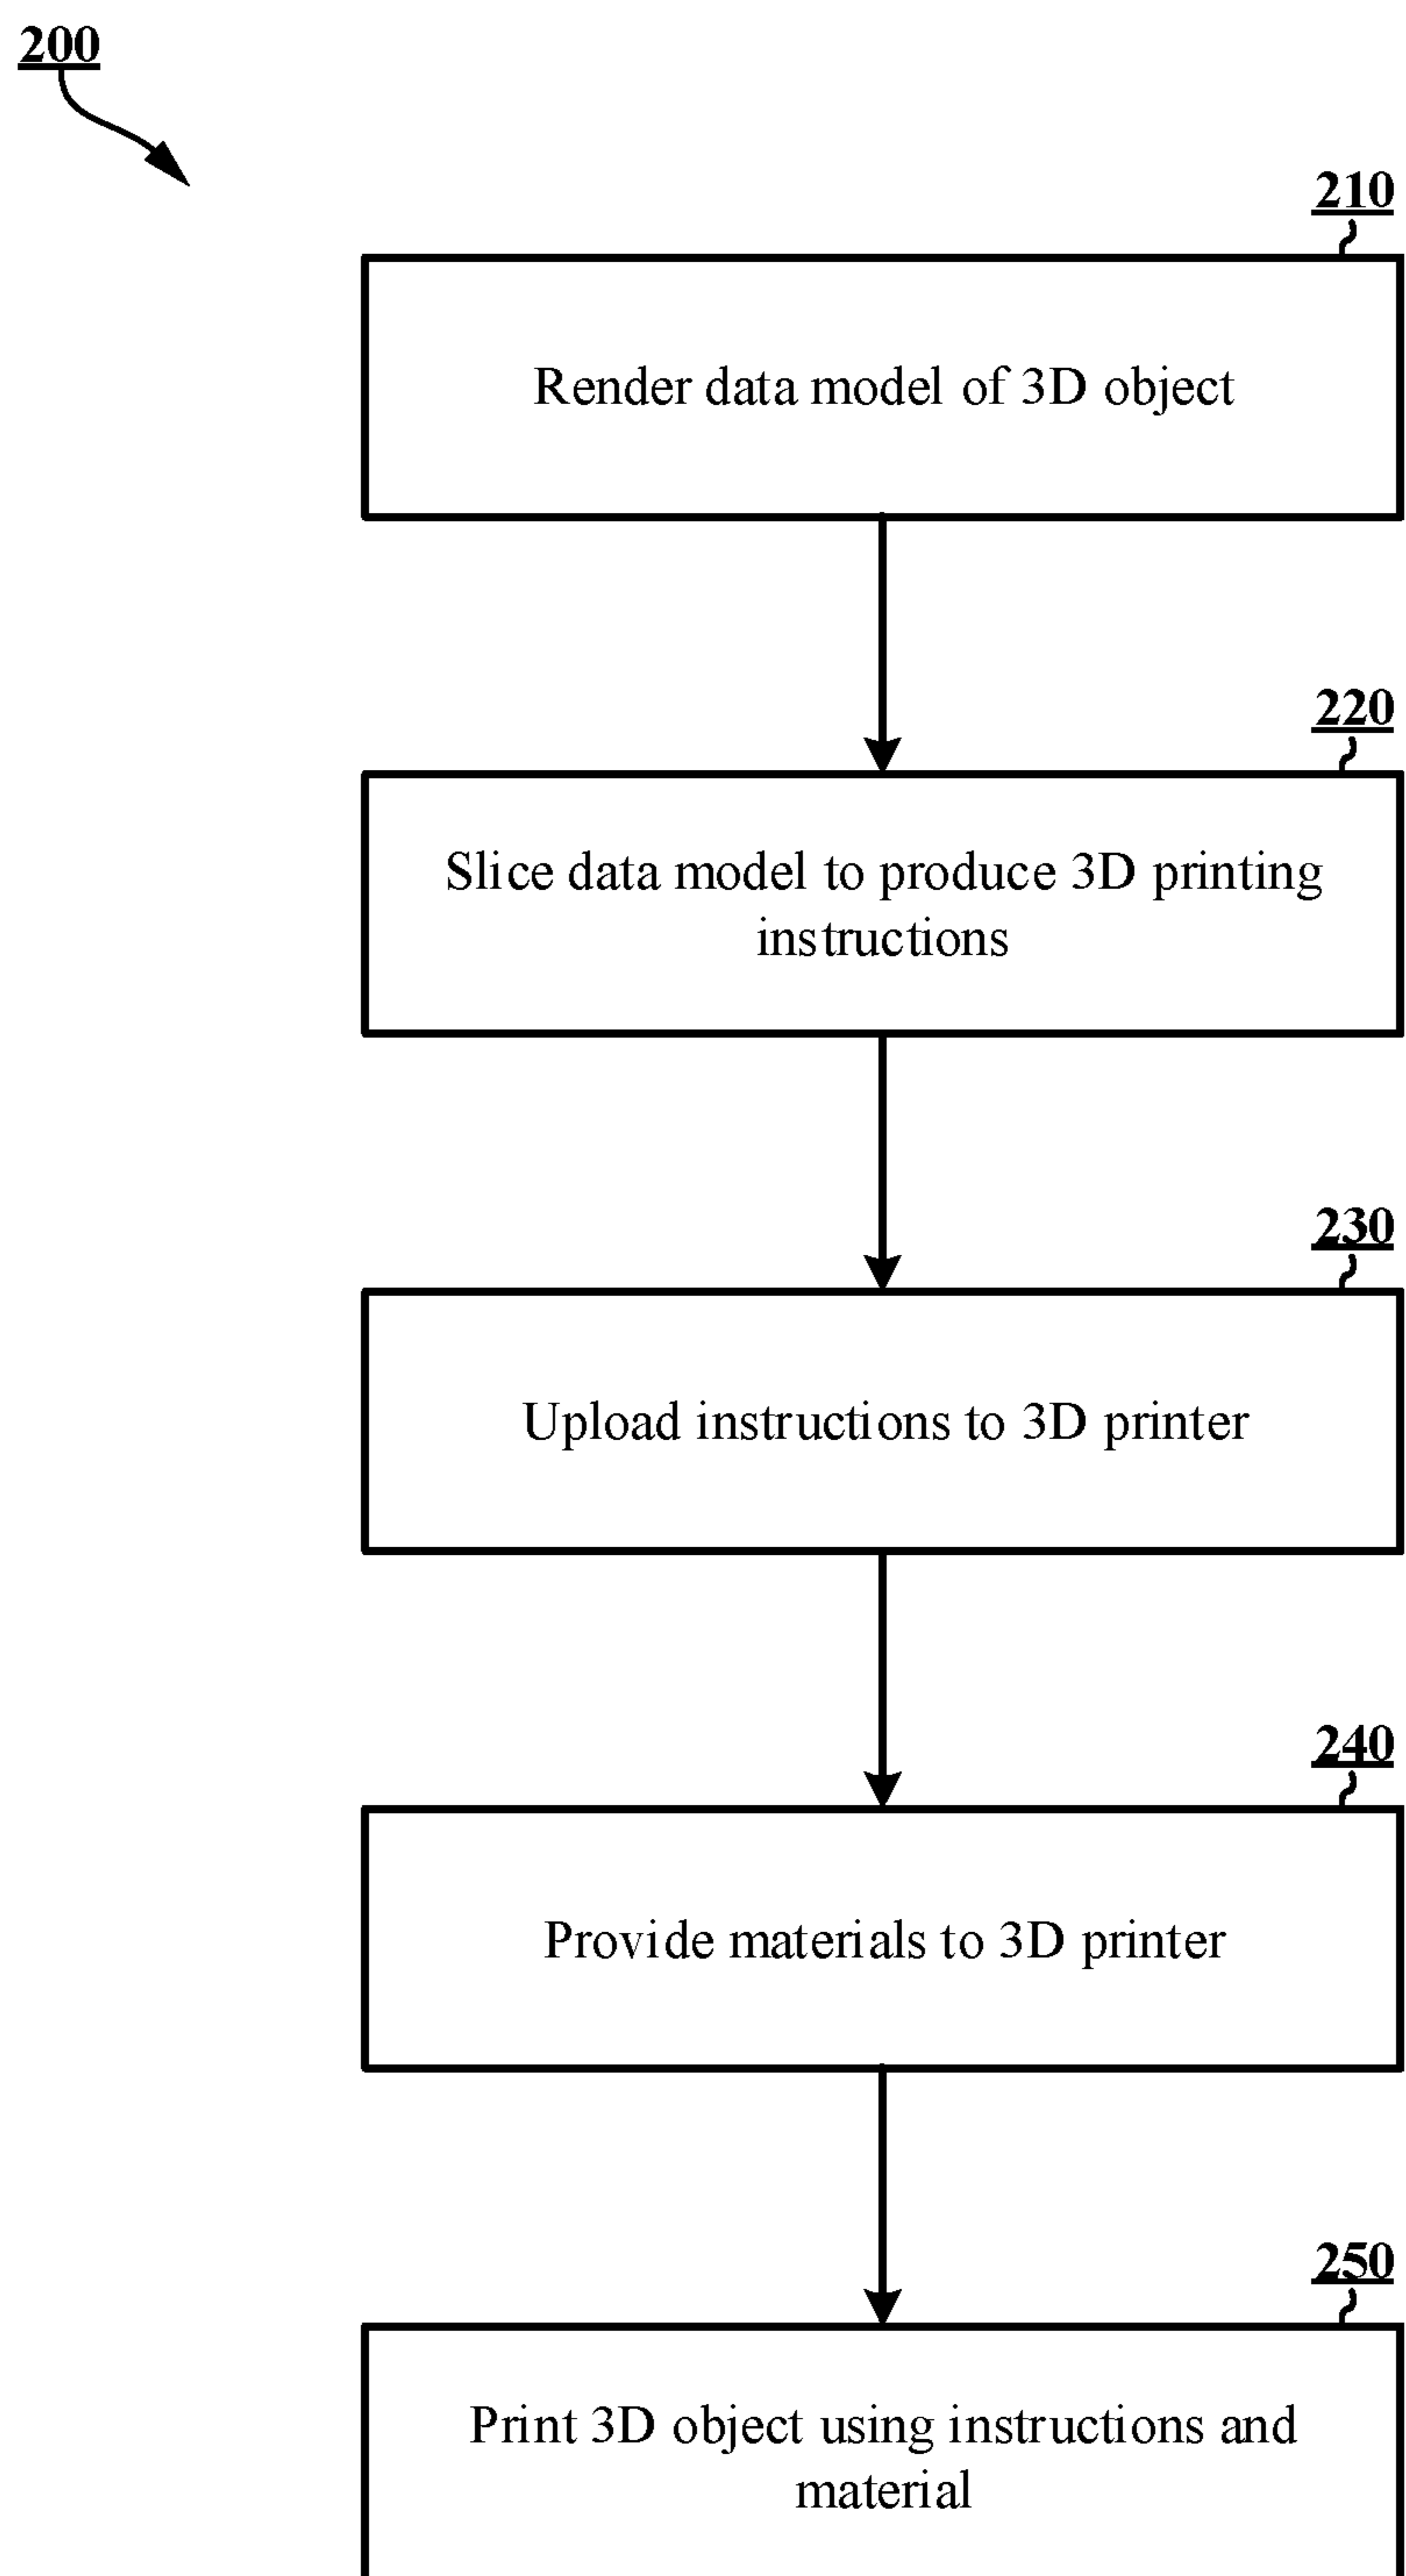 200
210
Render data model of 3D object
220
Slice data model to produce 3D printing
instructions
230
Upload instructions to 3D printer
240
Provide materials to 3D printer
250
Print 3D object using instructions and
material